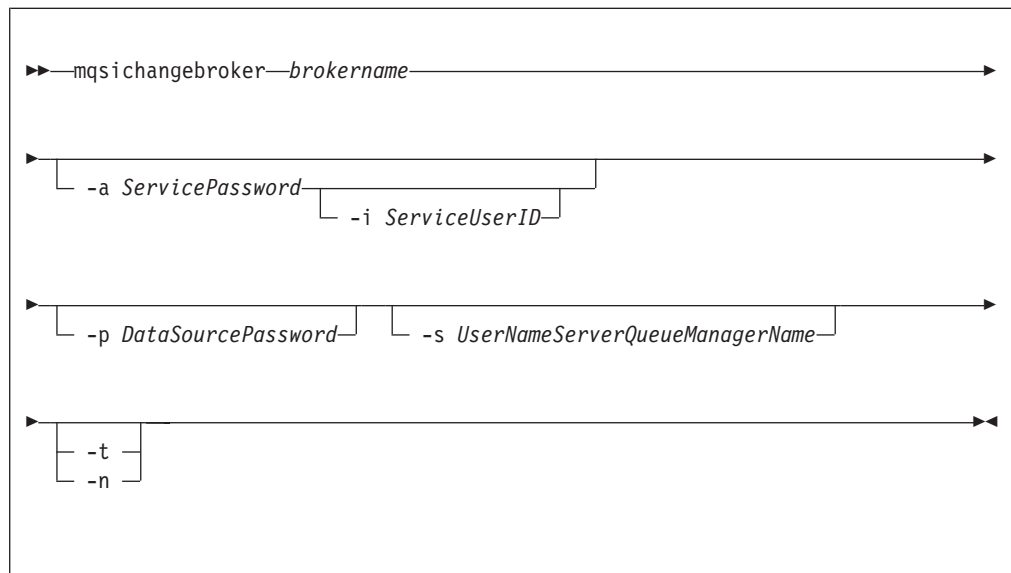 mqsichangebroker brokername
-a ServicePassword
-i ServiceUserID
-p DataSourcePassword -s UserNameServerQueueManagerName
-t
-n